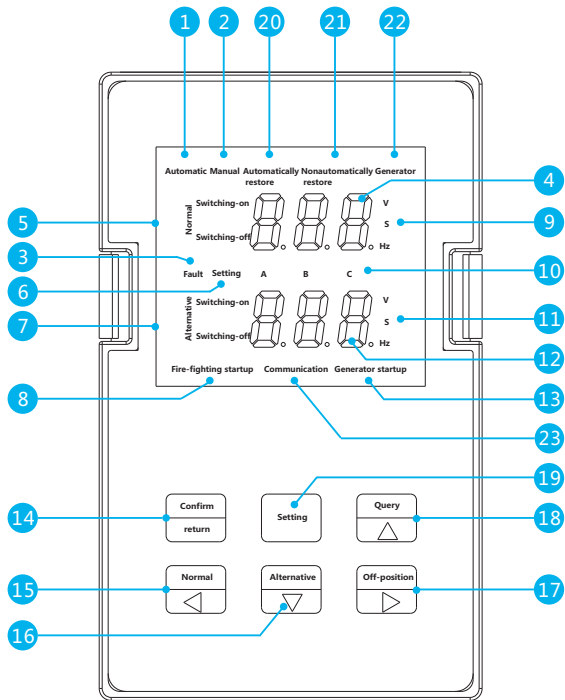 1 2 20 21 22
Automatic Manual Automatically Nonautomatically Generator
restore restore
4
Normal
Switching-on
V
5
S
9
Switching-off
Hz
3
Fault Setting A B C
10
6
Alternative
Switching-on
V
7
S
11
Switching-off
Hz
12
Fire-fighting startup Communication Generator startup
8
13
23
19
Confirm
return
Setting
Query
14
18
Normal
Alternative
Off-position
15
17
16